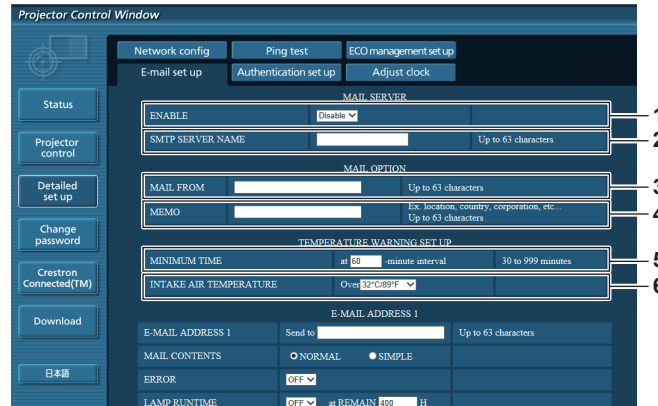 Projector Control Window
Network config Ping test ECO management set up
E-mail set up Authentication set up Adjust clock
Status
Projector control
Detailed set up
Change password
Crestron Connected(TM)
Download
日本語
MAIL SERVER
ENABLE Disable 1
SMTP SERVER NAME Up to 63 characters 2
MAIL OPTION
MAIL FROM Up to 63 characters 3
MEMO Ex. location, country, corporation, etc... Up to 63 characters 4
TEMPERATURE WARNING SET UP
MINIMUM TIME at 60 -minute interval 30 to 999 minutes 5
INTAKE AIR TEMPERATURE Over 32°C/89°F 6
E-MAIL ADDRESS 1
E-MAIL ADDRESS 1 Send to Up to 63 characters
MAIL CONTENTS NORMAL SIMPLE
ERROR OFF
LAMP RUNTIME OFF at REMAIN 400 H